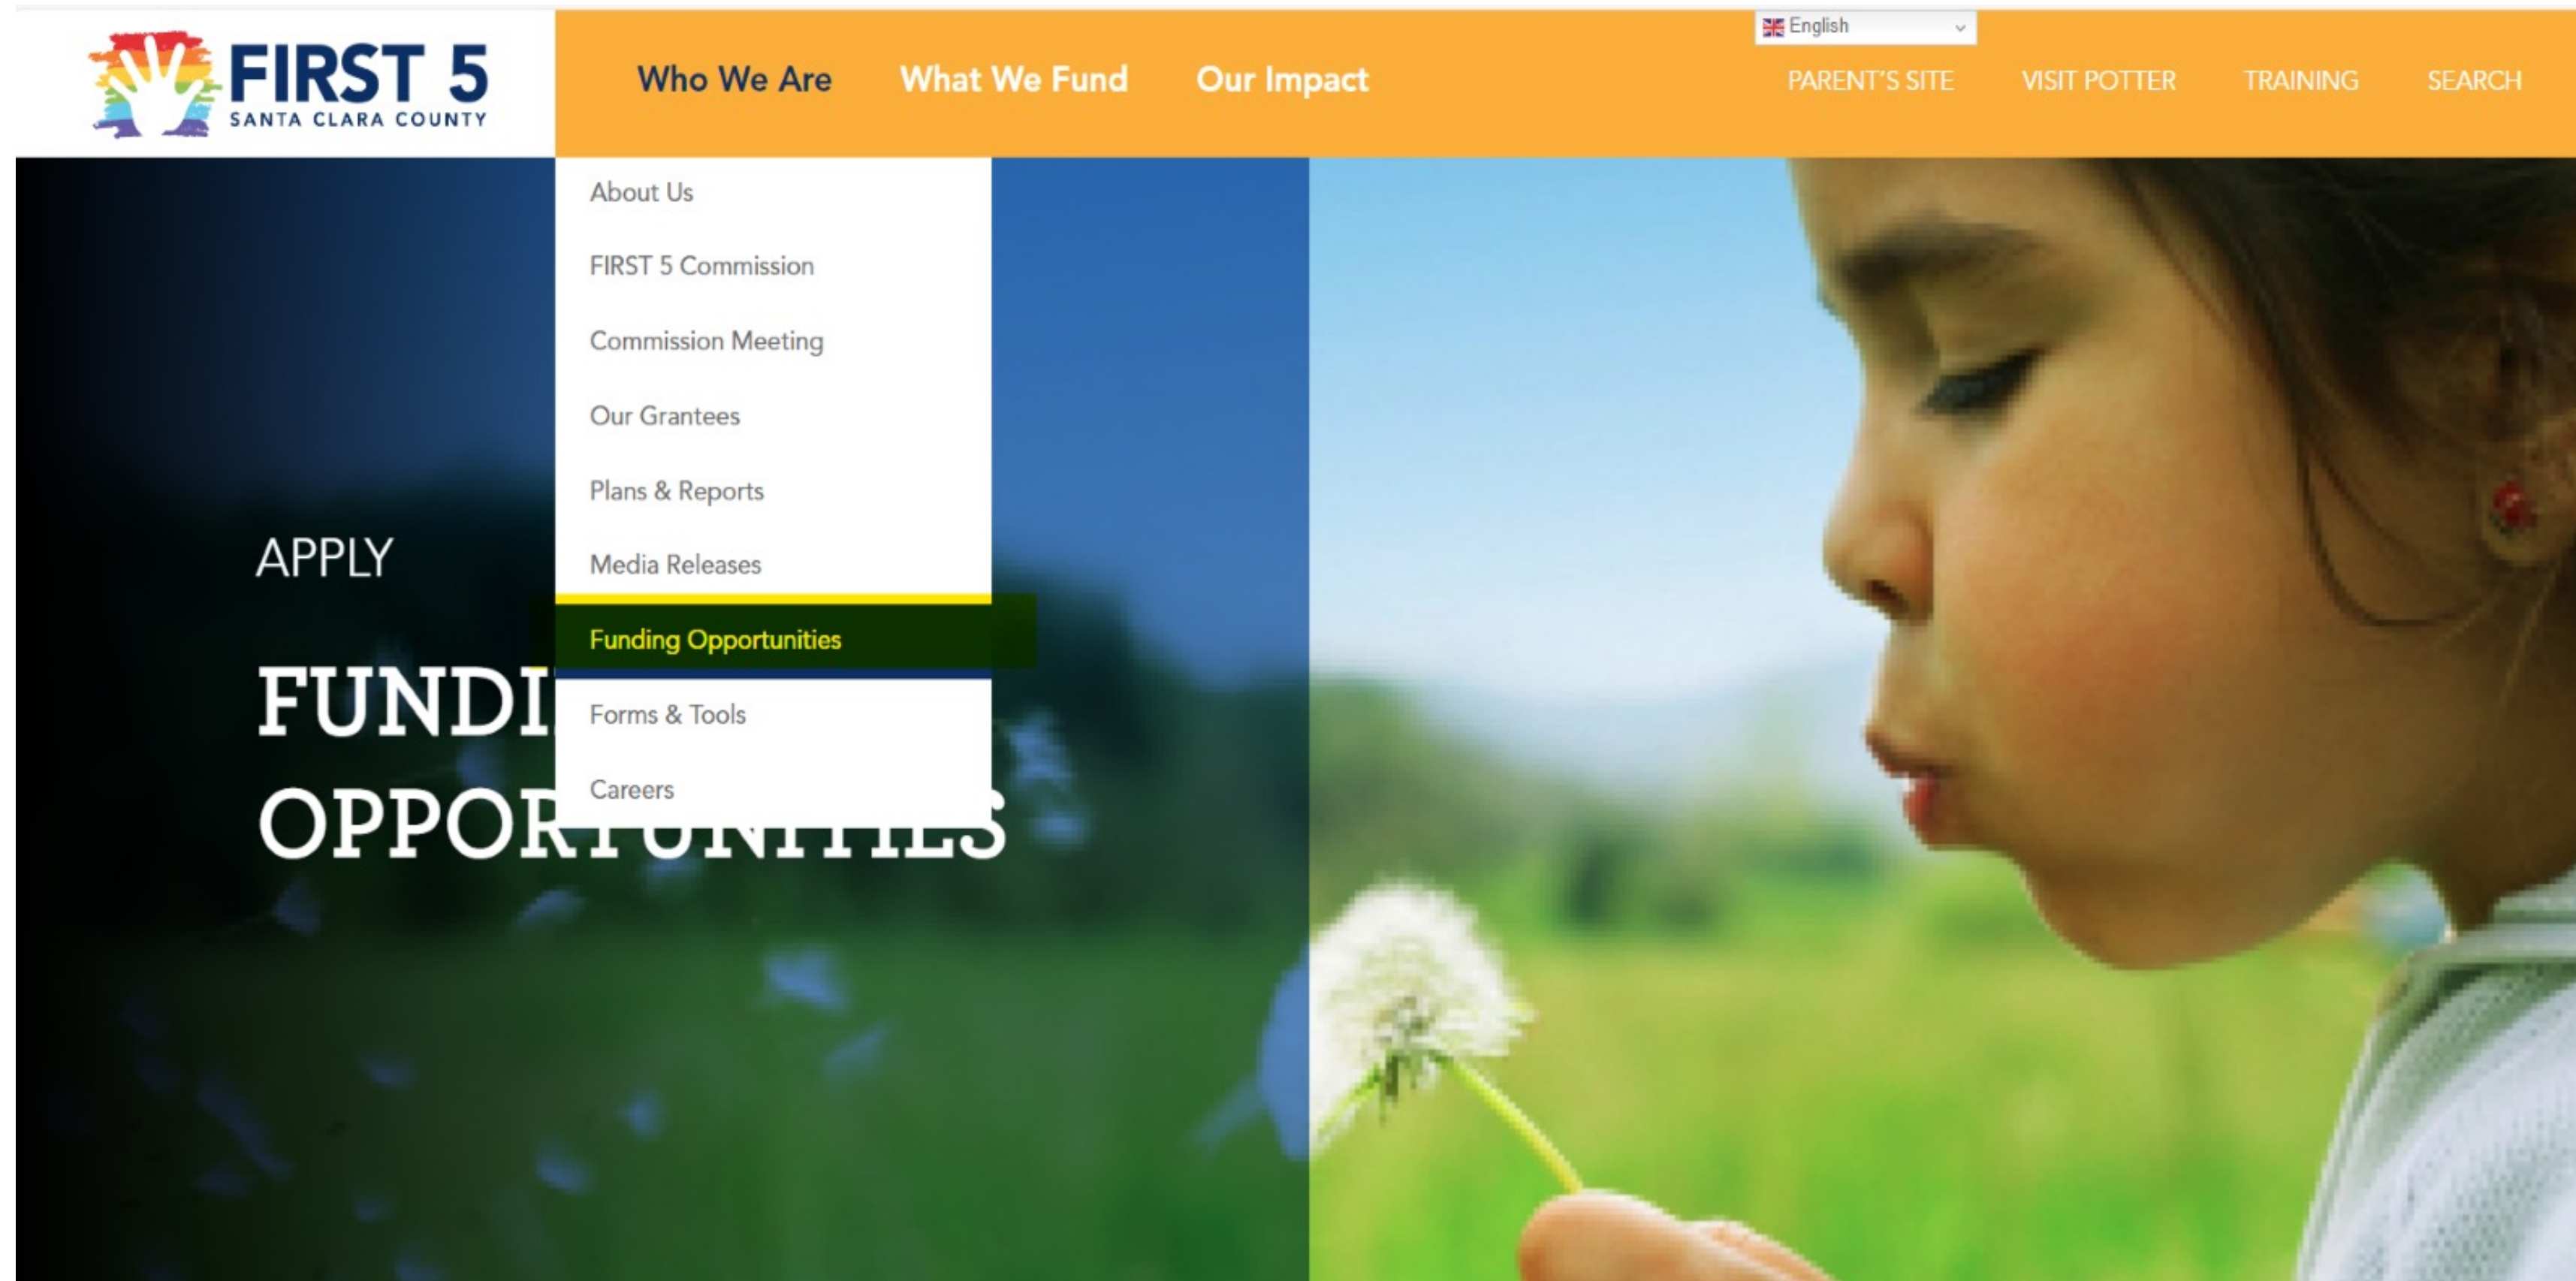 FIRST 5
SANTA CLARA COUNTY
Who We Are
What We Fund
Our Impact
English
PARENT'S SITE
VISIT POTTER
TRAINING
SEARCH
About Us
FIRST 5 Commission
Commission Meeting
Our Grantees
Plans & Reports
Media Releases
Funding Opportunities
Forms & Tools
Careers
APPLY
FUNDI
OPPORTUNITIES